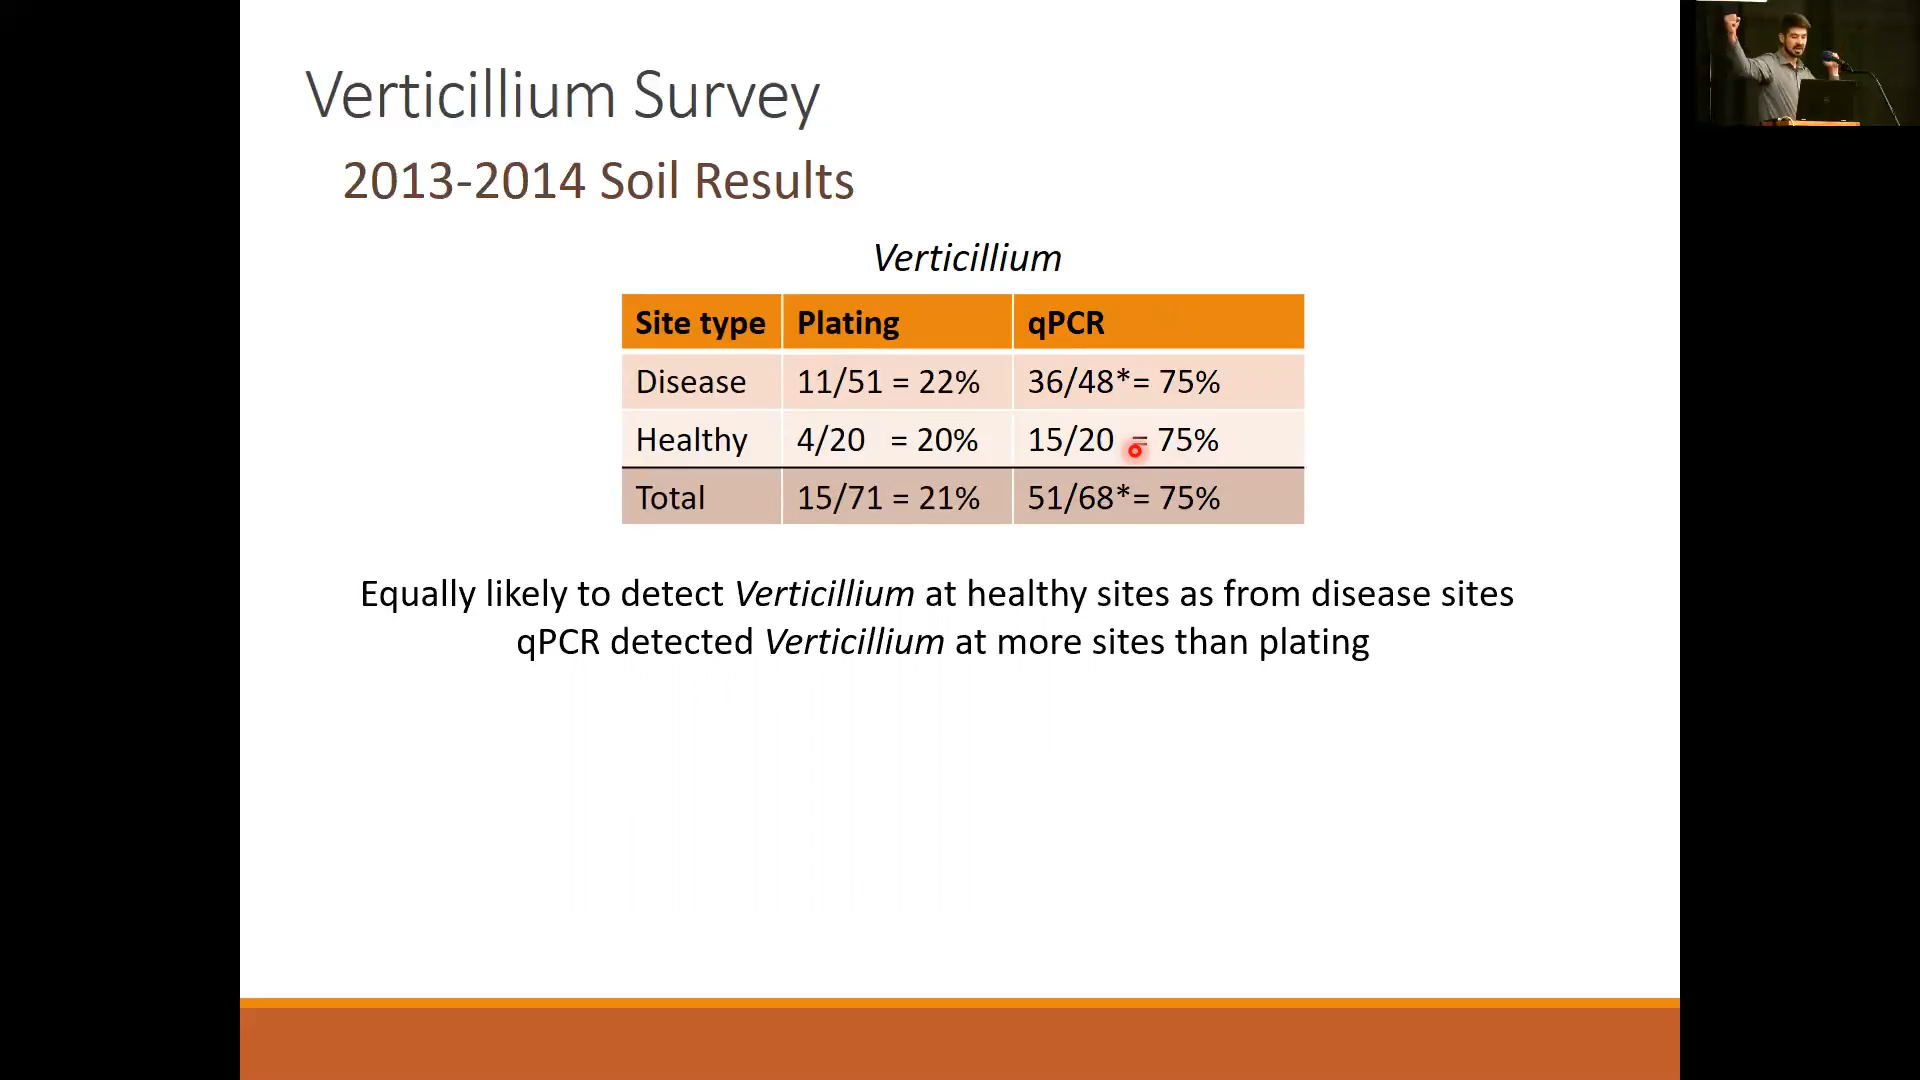 Verticillium Survey
2013-2014 Soil Results
Verticillium
Site type Plating qPCR
Disease 11/51 = 22% 36/48*= 75%
Healthy 4/20 = 20% 15/20 = 75%
Total 15/71 = 21% 51/68*= 75%
Equally likely to detect Verticillium at healthy sites as from disease sites
qPCR detected Verticillium at more sites than plating